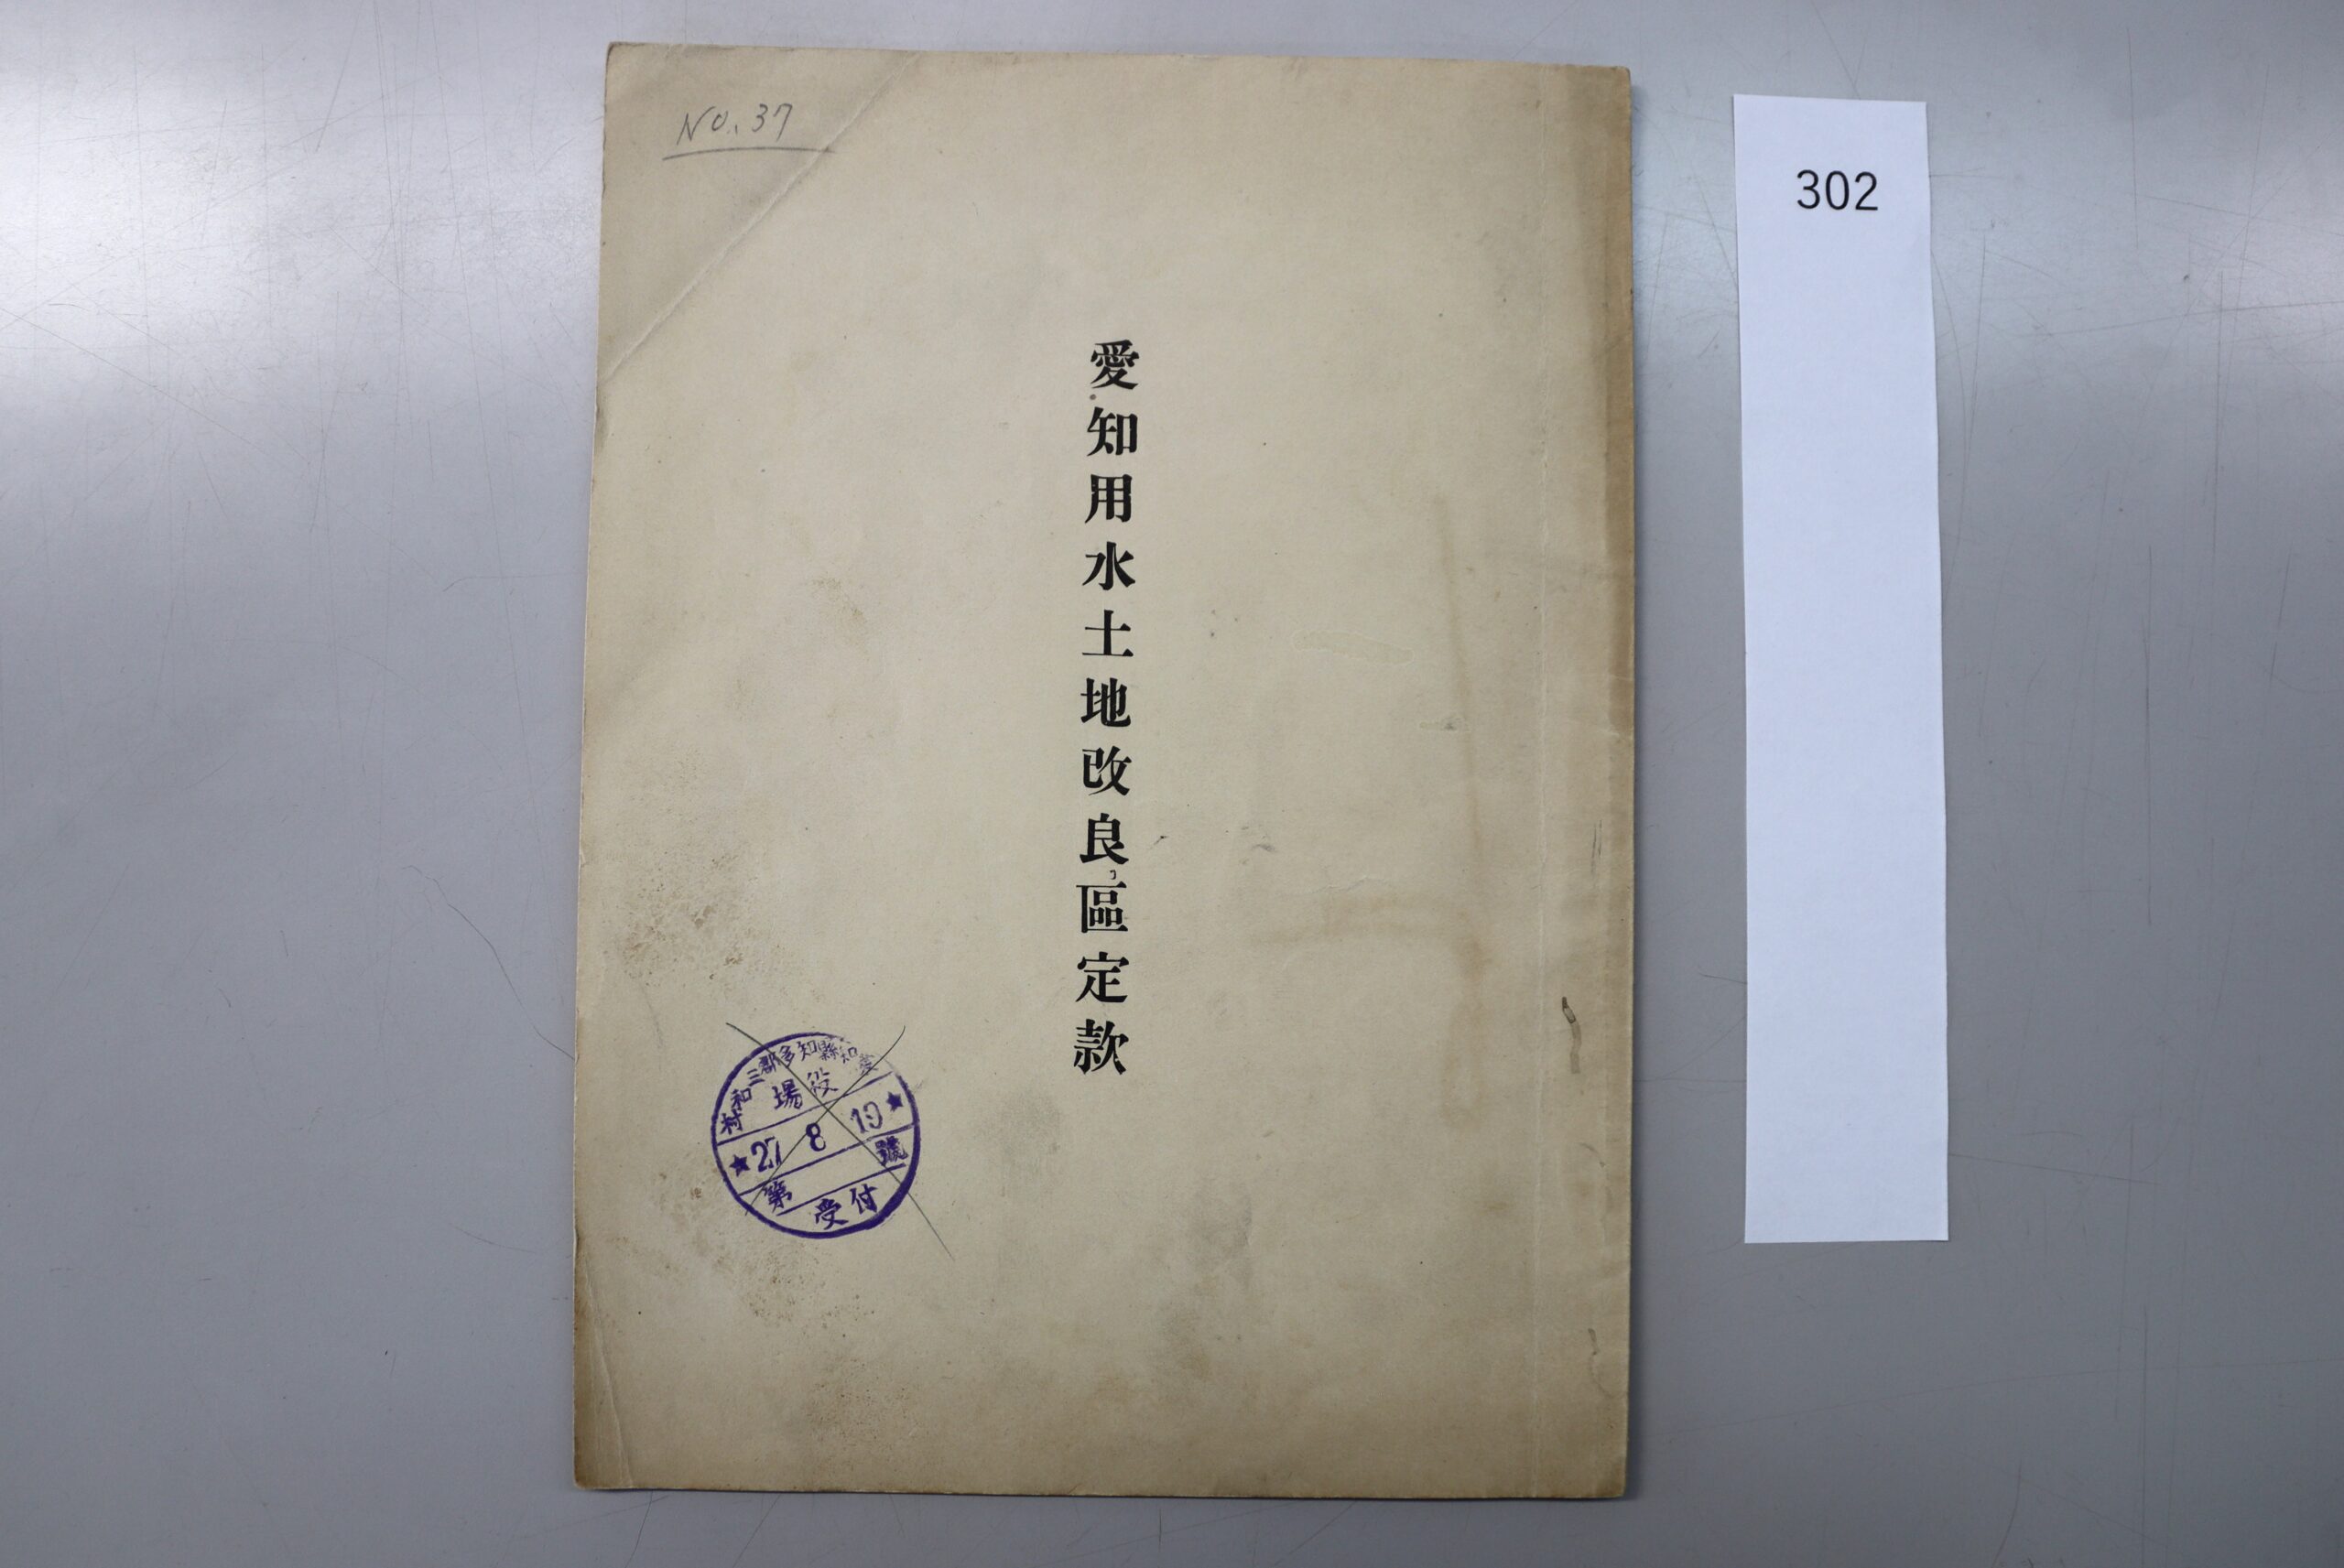 No.37
愛知用水土地改良區定款
愛知縣知多郡三和村
役場
27 8 19
第 號
受付
302